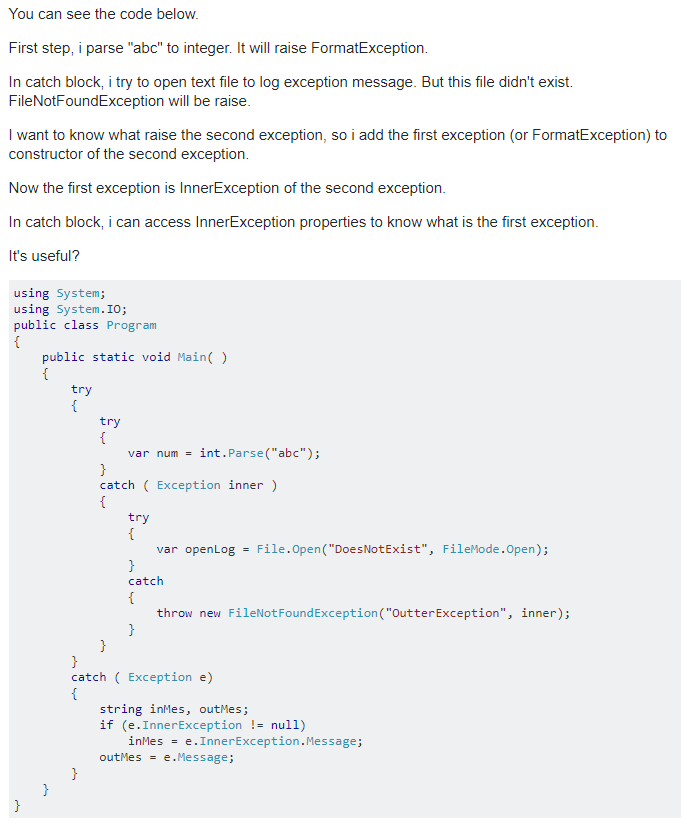 You can see the code below.
First step, i parse "abc" to integer. It will raise FormatException.
In catch block, i try to open text file to log exception message. But this file didn't exist.
FileNotFoundException will be raise.
I want to know what raise the second exception, so i add the first exception (or FormatException) to
constructor of the second exception.
Now the first exception is InnerException of the second exception.
In catch block, i can access InnerException properties to know what is the first exception.
It's useful?
using System;
using System.IO;
public class Program
{
    public static void Main( )
    {
        try
        {
            try
            {
                var num = int.Parse("abc");
            }
            catch ( Exception inner )
            {
                try
                {
                    var openLog = File.Open("DoesNotExist", FileMode.Open);
                }
                catch
                {
                    throw new FileNotFoundException("OutterException", inner);
                }
            }
        }
        catch ( Exception e)
        {
            string inMes, outMes;
            if (e.InnerException != null)
                inMes = e.InnerException.Message;
            outMes = e.Message;
        }
    }
}